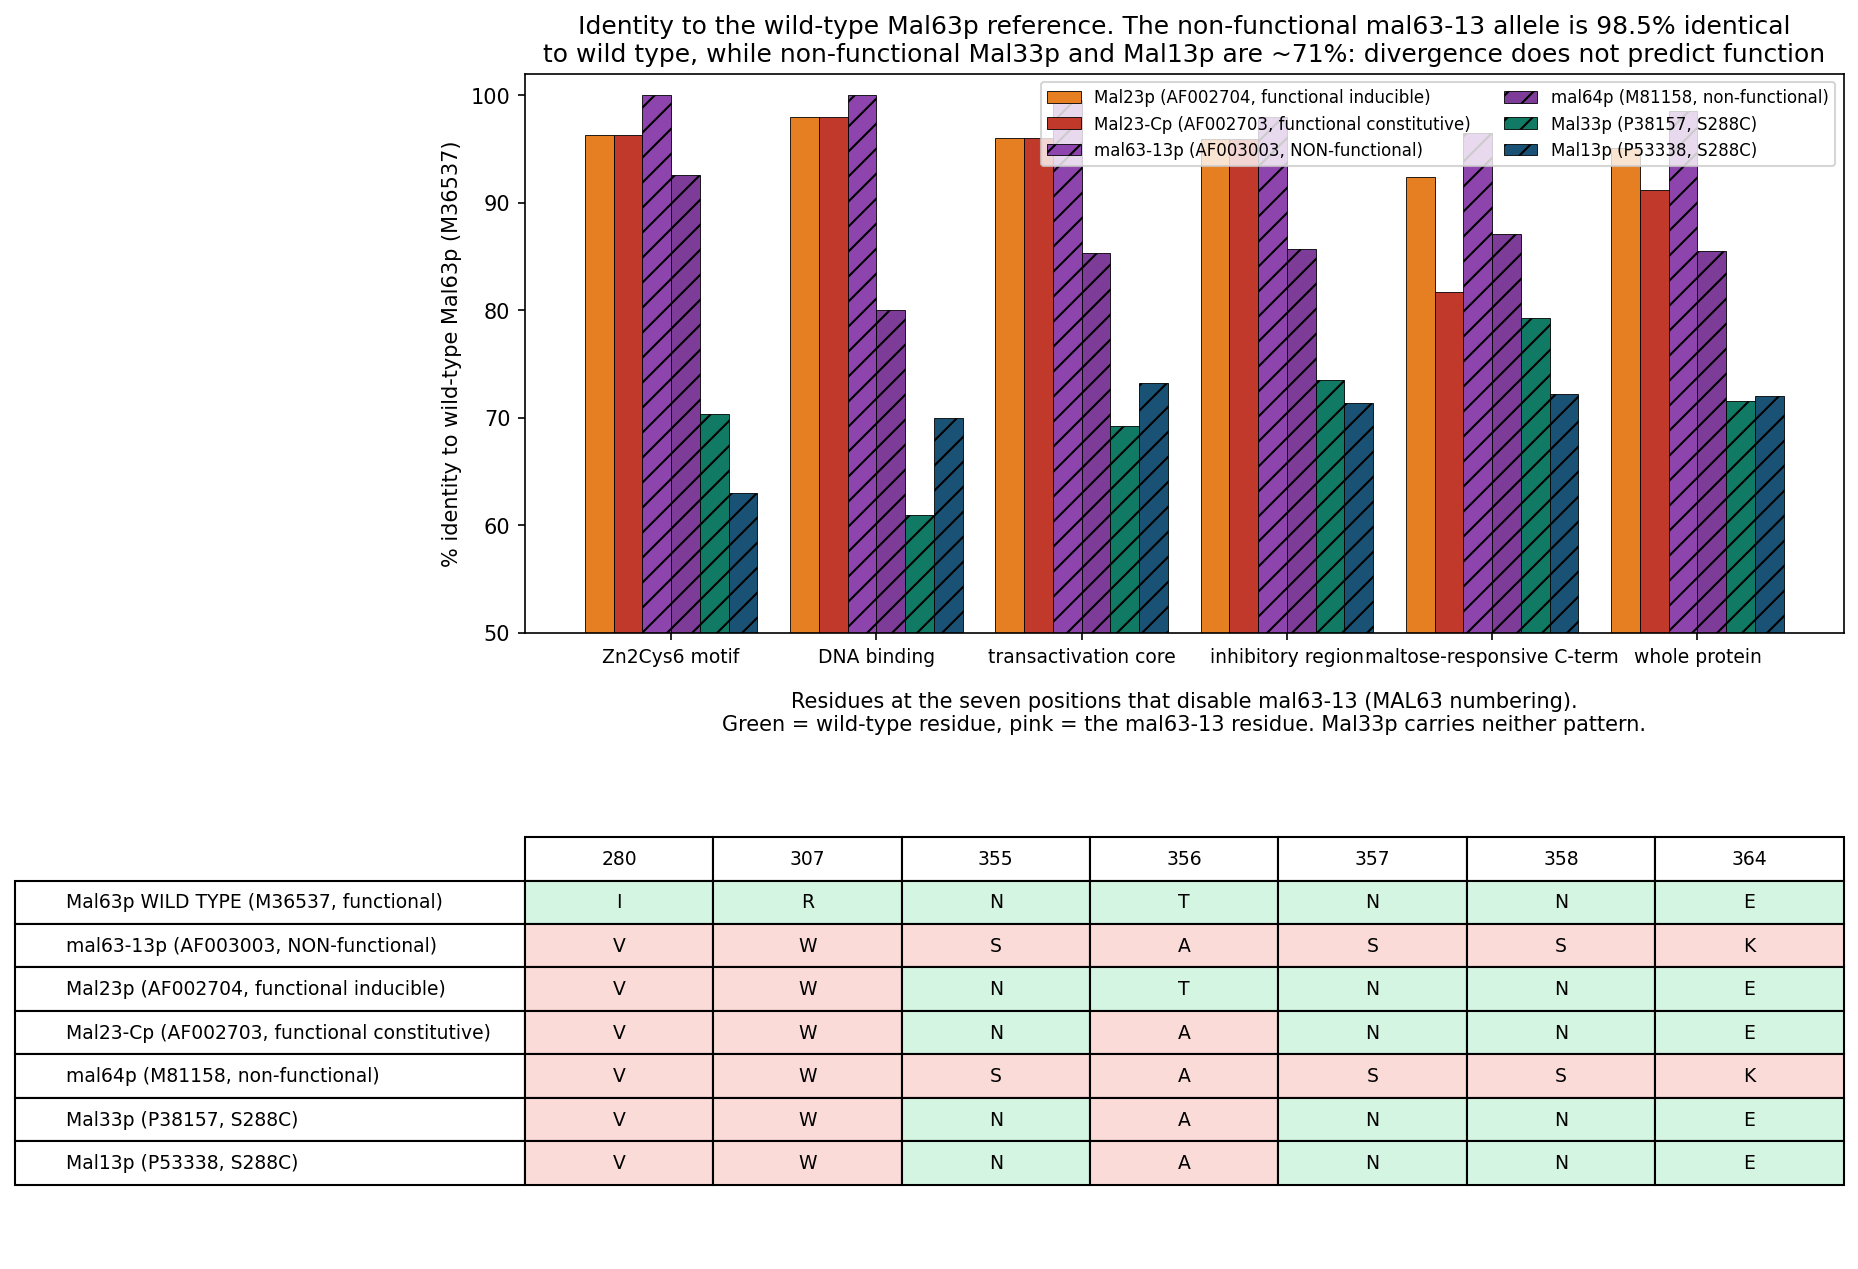 Identity to the wild-type Mal63p reference. The non-functional mal63-13 allele is 98.5% identical
to wild type, while non-functional Mal33p and Mal13p are ~71%: divergence does not predict function
% identity to wild-type Mal63p (M36537)
100
90
80
70
60
50
Mal23p (AF002704, functional inducible)
Mal23-Cp (AF002703, functional constitutive)
mal63-13p (AF003003, NON-functional)
mal64p (M81158, non-functional)
Mal33p (P38157, S288C)
Mal13p (P53338, S288C)
Zn2Cys6 motif
DNA binding
transactivation core
inhibitory region
maltose-responsive C-term
whole protein
Residues at the seven positions that disable mal63-13 (MAL63 numbering).
Green = wild-type residue, pink = the mal63-13 residue. Mal33p carries neither pattern.
280 307 355 356 357 358 364
Mal63p WILD TYPE (M36537, functional) I R N T N N E
mal63-13p (AF003003, NON-functional) V W S A S S K
Mal23p (AF002704, functional inducible) V W N T N N E
Mal23-Cp (AF002703, functional constitutive) V W N A N N E
mal64p (M81158, non-functional) V W S A S S K
Mal33p (P38157, S288C) V W N A N N E
Mal13p (P53338, S288C) V W N A N N E